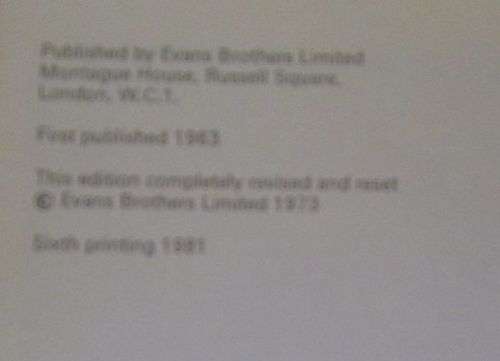 Published by Evans Brothers Limited
Montague House, Russell Square,
London, W.C.1.
First published 1963
This edition completely revised and reset
© Evans Brothers Limited 1973
Sixth printing 1981